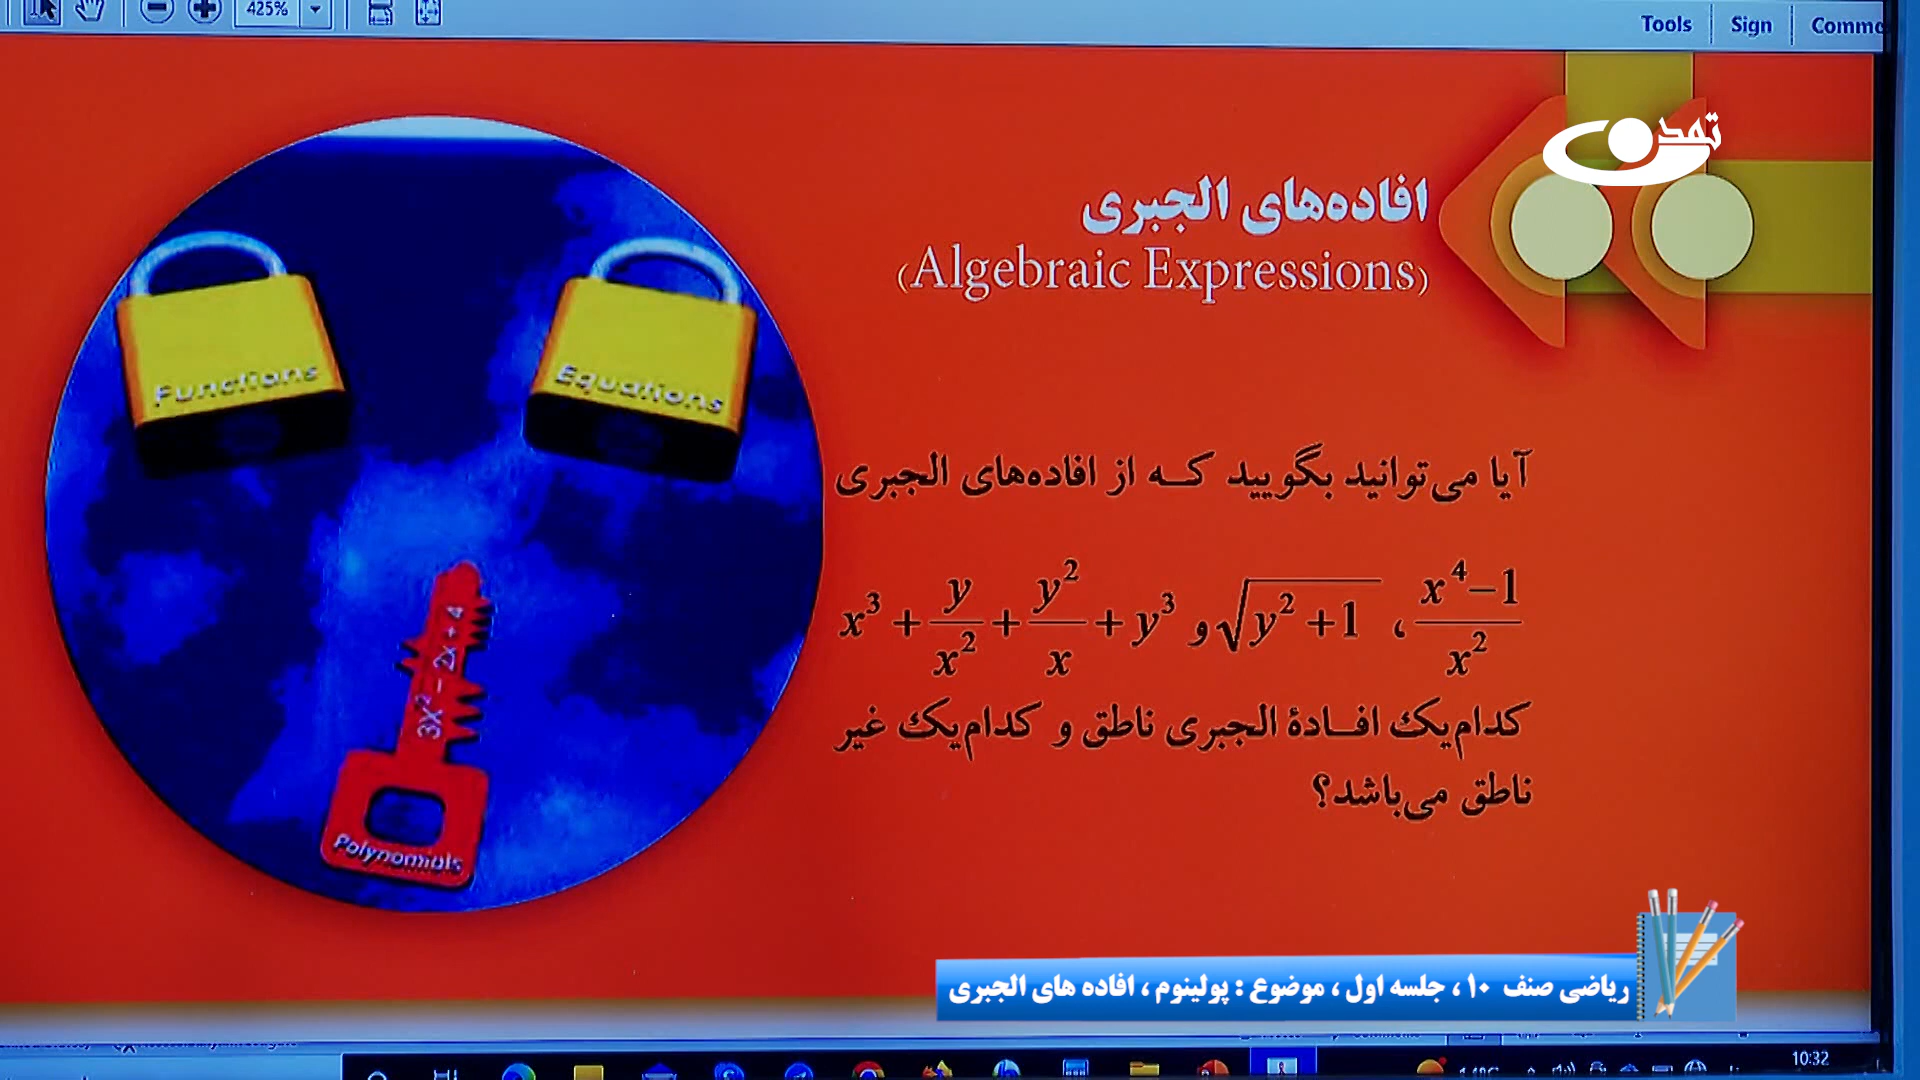 425%
Tools
Sign
تمدن
افاده‌های الجبری
(Algebraic Expressions)
Functions
Equations
3x² − 2x + 4
Polynomials
آیا می‌توانید بگویید کـه از افاده‌های الجبری
x⁴−1/x² ، √(y²+1) و x³ + y/x² + y²/x + y³
کدام‌یک افـادۀ الجبری ناطق و کدام‌یک غیر
ناطق می‌باشد؟
ریاضی صنف ۱۰ ، جلسه اول ، موضوع : پولینوم ، افاده های الجبری
10:32